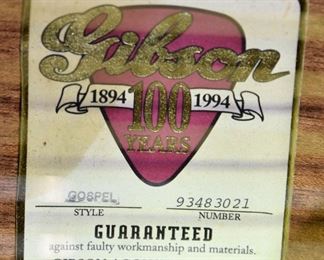 Gibson
1894 100 1994
YEARS
GOSPEL 93483021
STYLE NUMBER
GUARANTEED
against faulty workmanship and materials.